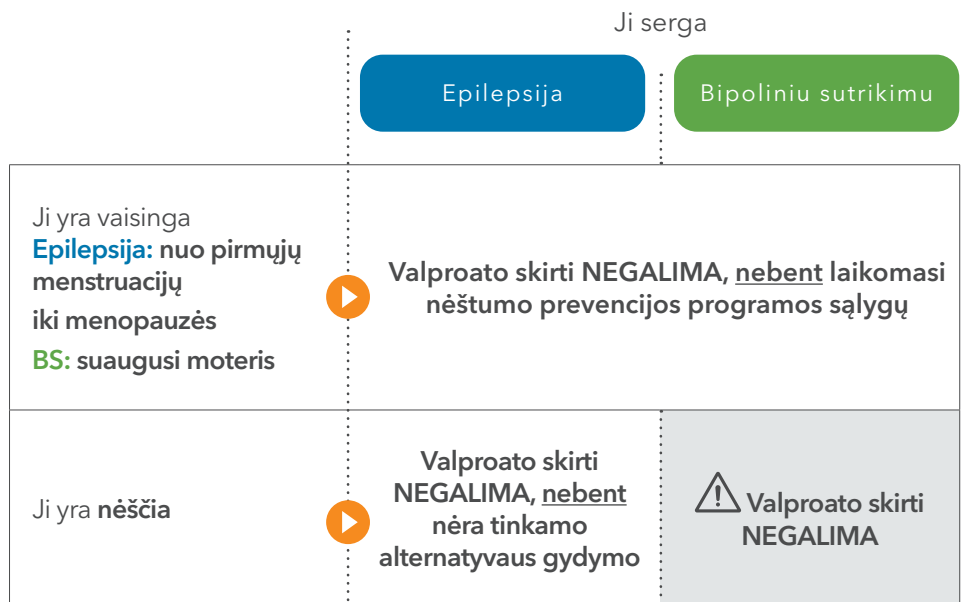 Ji serga
Epilepsija
Bipoliniu sutrikimu
Ji yra vaisinga
Epilepsija: nuo pirmųjų
menstruacijų
iki menopauzės
BS: suaugusi moteris
Valproato skirti NEGALIMA, nebent laikomasi
nėštumo prevencijos programos sąlygų
Ji yra nėščia
Valproato skirti
NEGALIMA, nebent
nėra tinkamo
alternatyvaus gydymo
Valproato skirti
NEGALIMA